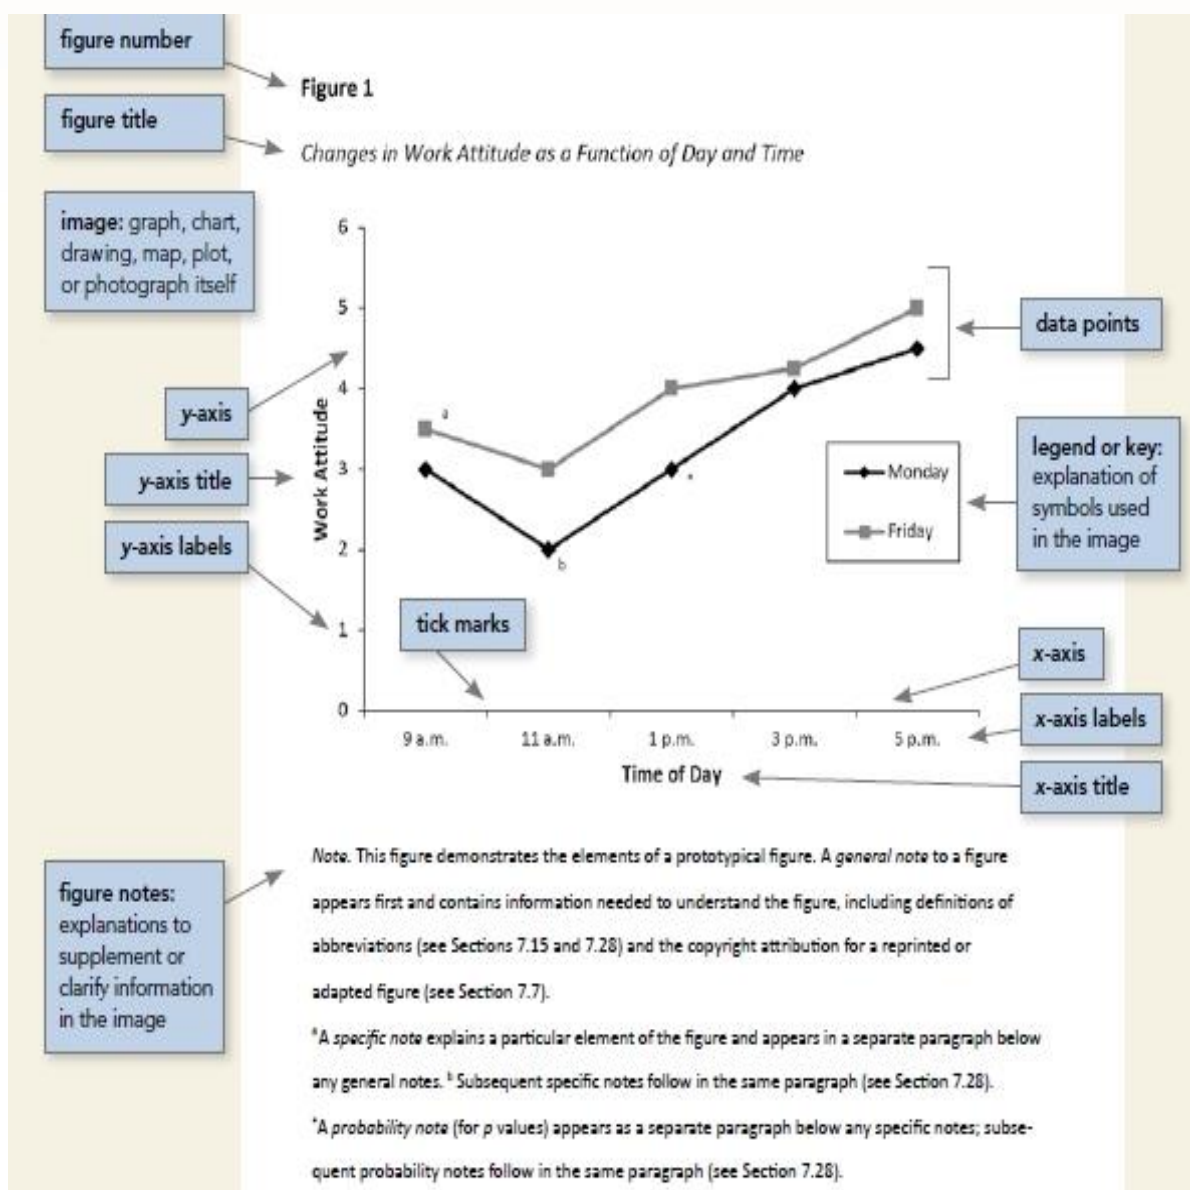 figure number
Figure 1
figure title
Changes in Work Attitude as a Function of Day and Time
image: graph, chart,
drawing, map, plot,
or photograph itself
6
5
4
3
2
1
0
y-axis
y-axis title
y-axis labels
Work Attitude
a
b
*
data points
legend or key:
explanation of
symbols used
in the image
Monday
Friday
tick marks
x-axis
x-axis labels
x-axis title
9 a.m.
11 a.m.
1 p.m.
3 p.m.
5 p.m.
Time of Day
figure notes:
explanations to
supplement or
clarify information
in the image
Note. This figure demonstrates the elements of a prototypical figure. A general note to a figure
appears first and contains information needed to understand the figure, including definitions of
abbreviations (see Sections 7.15 and 7.28) and the copyright attribution for a reprinted or
adapted figure (see Section 7.7).
ᵃA specific note explains a particular element of the figure and appears in a separate paragraph below
any general notes. ᵇ Subsequent specific notes follow in the same paragraph (see Section 7.28).
*A probability note (for p values) appears as a separate paragraph below any specific notes; subse-
quent probability notes follow in the same paragraph (see Section 7.28).